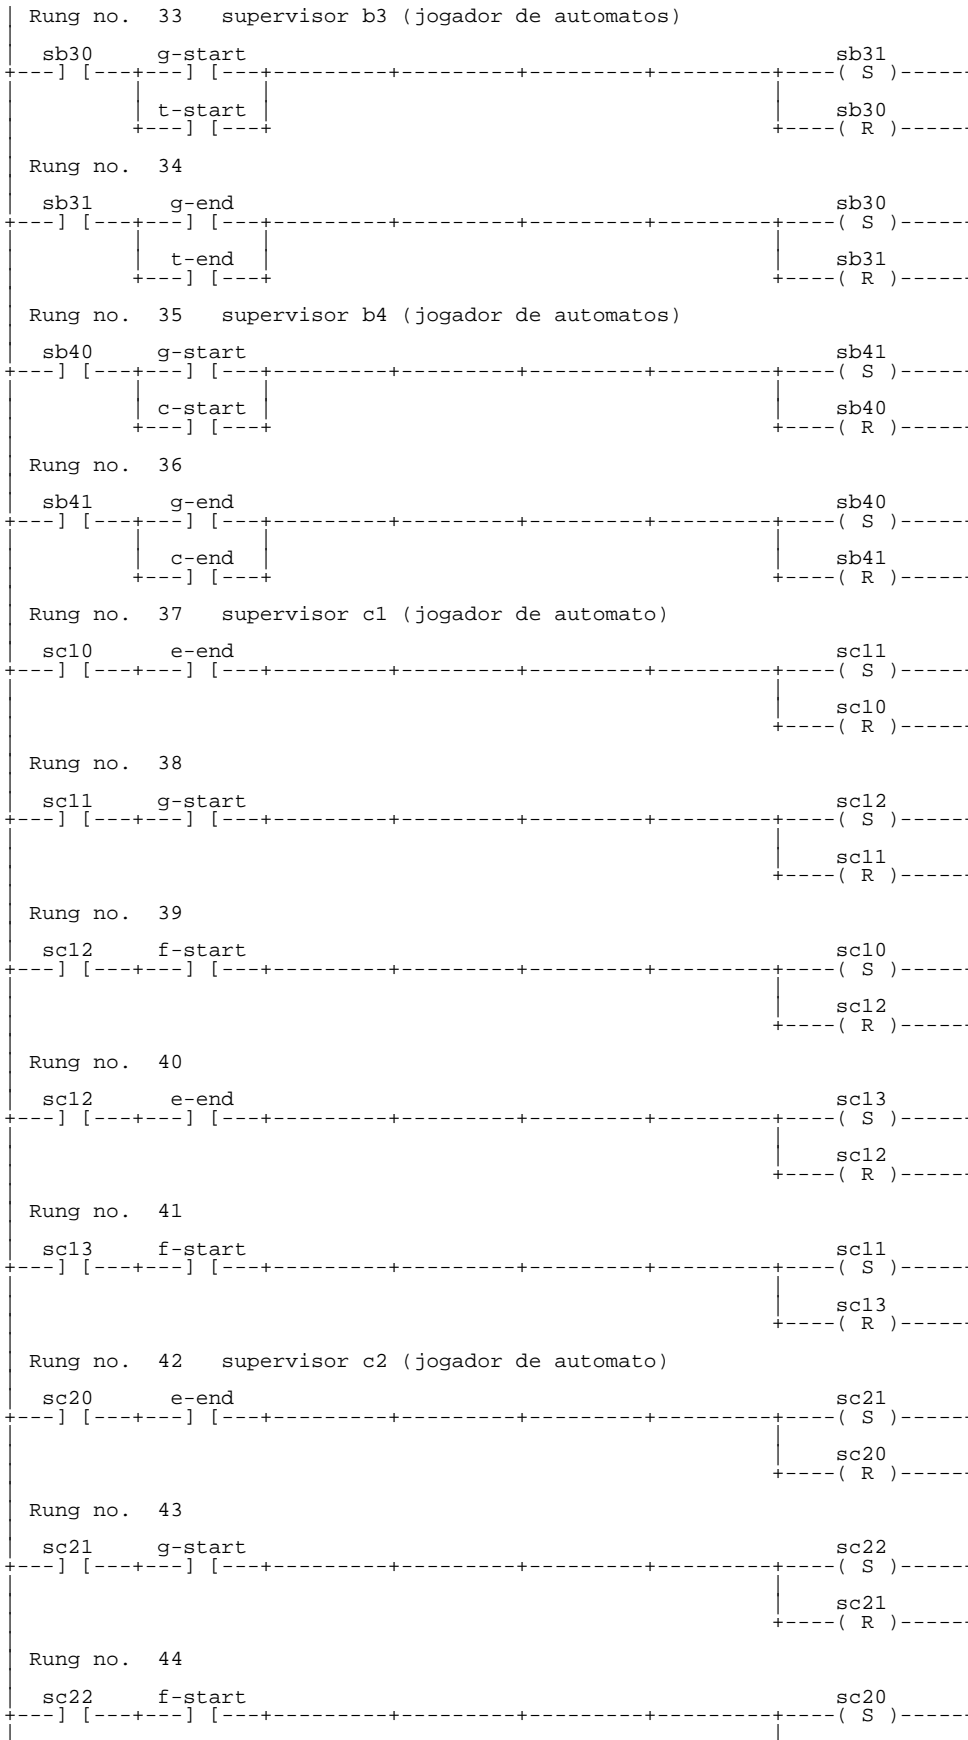 Rung no.  33   supervisor b3 (jogador de automatos)
sb30     g-start     sb31
+---] [---+---] [---+---------+---------+---------+---------+----( S )------
t-start     sb30
+---] [---+     +----( R )------
Rung no.  34
sb31      g-end     sb30
+---] [---+---] [---+---------+---------+---------+---------+----( S )------
t-end     sb31
+---] [---+     +----( R )------
Rung no.  35   supervisor b4 (jogador de automatos)
sb40     g-start     sb41
+---] [---+---] [---+---------+---------+---------+---------+----( S )------
c-start     sb40
+---] [---+     +----( R )------
Rung no.  36
sb41      g-end     sb40
+---] [---+---] [---+---------+---------+---------+---------+----( S )------
c-end     sb41
+---] [---+     +----( R )------
Rung no.  37   supervisor c1 (jogador de automato)
sc10      e-end     sc11
+---] [---+---] [---+---------+---------+---------+---------+----( S )------
sc10
+----( R )------
Rung no.  38
sc11     g-start     sc12
+---] [---+---] [---+---------+---------+---------+---------+----( S )------
sc11
+----( R )------
Rung no.  39
sc12     f-start     sc10
+---] [---+---] [---+---------+---------+---------+---------+----( S )------
sc12
+----( R )------
Rung no.  40
sc12      e-end     sc13
+---] [---+---] [---+---------+---------+---------+---------+----( S )------
sc12
+----( R )------
Rung no.  41
sc13     f-start     sc11
+---] [---+---] [---+---------+---------+---------+---------+----( S )------
sc13
+----( R )------
Rung no.  42   supervisor c2 (jogador de automato)
sc20      e-end     sc21
+---] [---+---] [---+---------+---------+---------+---------+----( S )------
sc20
+----( R )------
Rung no.  43
sc21     g-start     sc22
+---] [---+---] [---+---------+---------+---------+---------+----( S )------
sc21
+----( R )------
Rung no.  44
sc22     f-start     sc20
+---] [---+---] [---+---------+---------+---------+---------+----( S )------